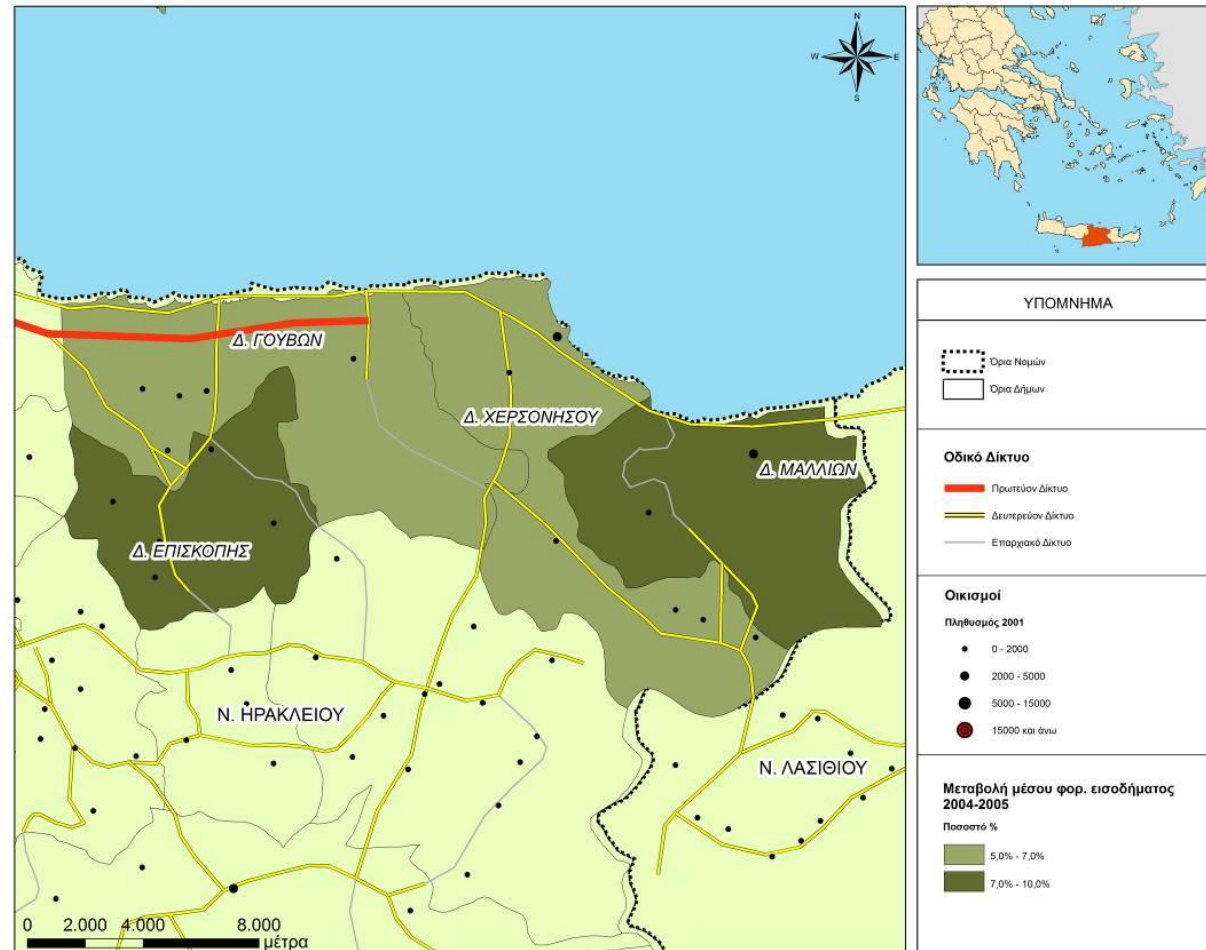 N
W
E
S
Δ. ΓΟΥΒΩΝ
Δ. ΧΕΡΣΟΝΗΣΟΥ
Δ. ΜΑΛΛΙΩΝ
Δ. ΕΠΙΣΚΟΠΗΣ
Ν. ΗΡΑΚΛΕΙΟΥ
Ν. ΛΑΣΙΘΙΟΥ
0 2.000 4.000 8.000
μέτρα
ΥΠΟΜΝΗΜΑ
Όρια Νομών
Όρια Δήμων
Οδικό Δίκτυο
Πρωτεύον Δίκτυο
Δευτερεύον Δίκτυο
Επαρχιακό Δίκτυο
Οικισμοί
Πληθυσμός 2001
0 - 2000
2000 - 5000
5000 - 15000
15000 και άνω
Μεταβολή μέσου φορ. εισοδήματος
2004-2005
Ποσοστό %
5,0% - 7,0%
7,0% - 10,0%